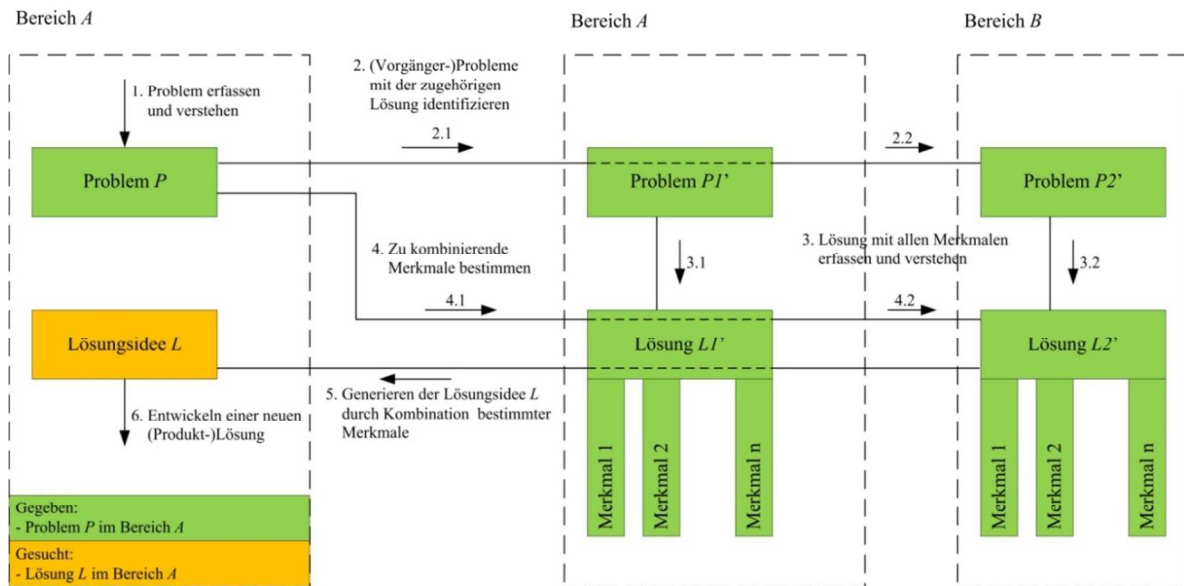 Bereich A
Bereich A
Bereich B
1. Problem erfassen
und verstehen
2. (Vorgänger-)Probleme
mit der zugehörigen
Lösung identifizieren
2.1
2.2
Problem P
Problem P1'
Problem P2'
4. Zu kombinierende
Merkmale bestimmen
3.1
3. Lösung mit allen Merkmalen
erfassen und verstehen
3.2
4.1
4.2
Lösungsidee L
Lösung L1'
Lösung L2'
5. Generieren der Lösungsidee L
durch Kombination bestimmter
Merkmale
6. Entwickeln einer neuen
(Produkt-)Lösung
Merkmal 1
Merkmal 2
Merkmal n
Merkmal 1
Merkmal 2
Merkmal n
Gegeben:
- Problem P im Bereich A
Gesucht:
- Lösung L im Bereich A